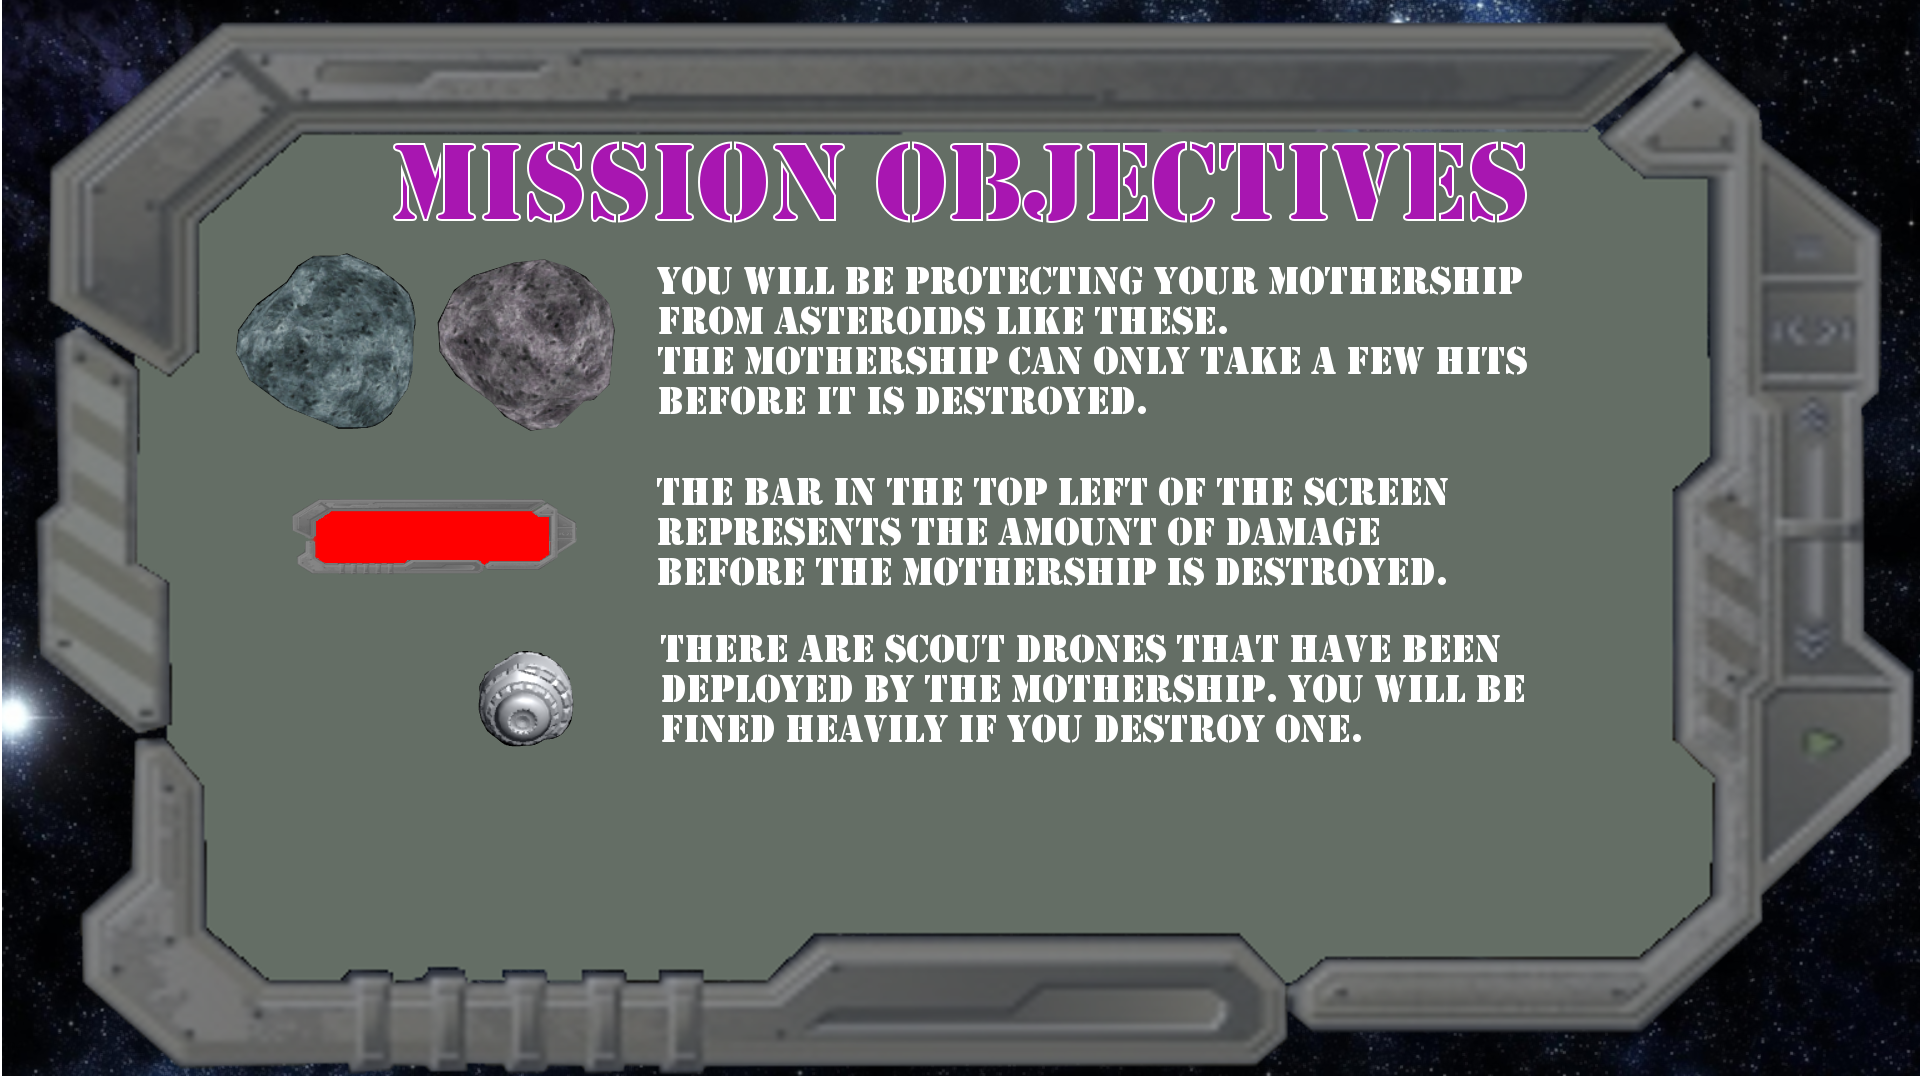 MISSION OBJECTIVES
YOU WILL BE PROTECTING YOUR MOTHERSHIP
FROM ASTEROIDS LIKE THESE.
THE MOTHERSHIP CAN ONLY TAKE A FEW HITS
BEFORE IT IS DESTROYED.
THE BAR IN THE TOP LEFT OF THE SCREEN
REPRESENTS THE AMOUNT OF DAMAGE
BEFORE THE MOTHERSHIP IS DESTROYED.
THERE ARE SCOUT DRONES THAT HAVE BEEN
DEPLOYED BY THE MOTHERSHIP. YOU WILL BE
FINED HEAVILY IF YOU DESTROY ONE.